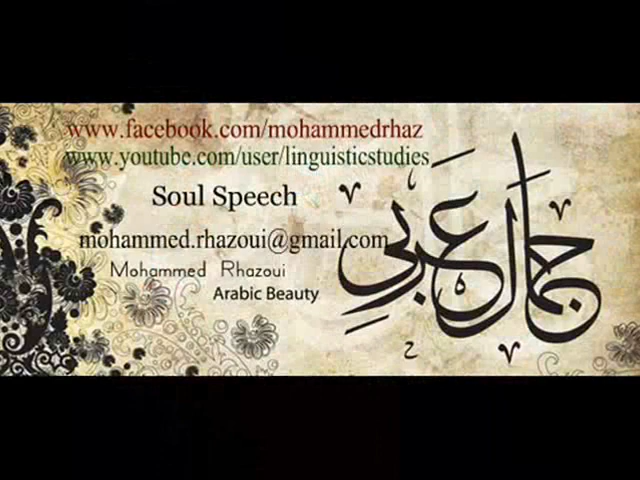 www.facebook.com/mohammedrhaz
www.youtube.com/user/linguisticstudies
Soul Speech
mohammed.rhazoui@gmail.com
Mohammed Rhazoui
Arabic Beauty
جمال عربي